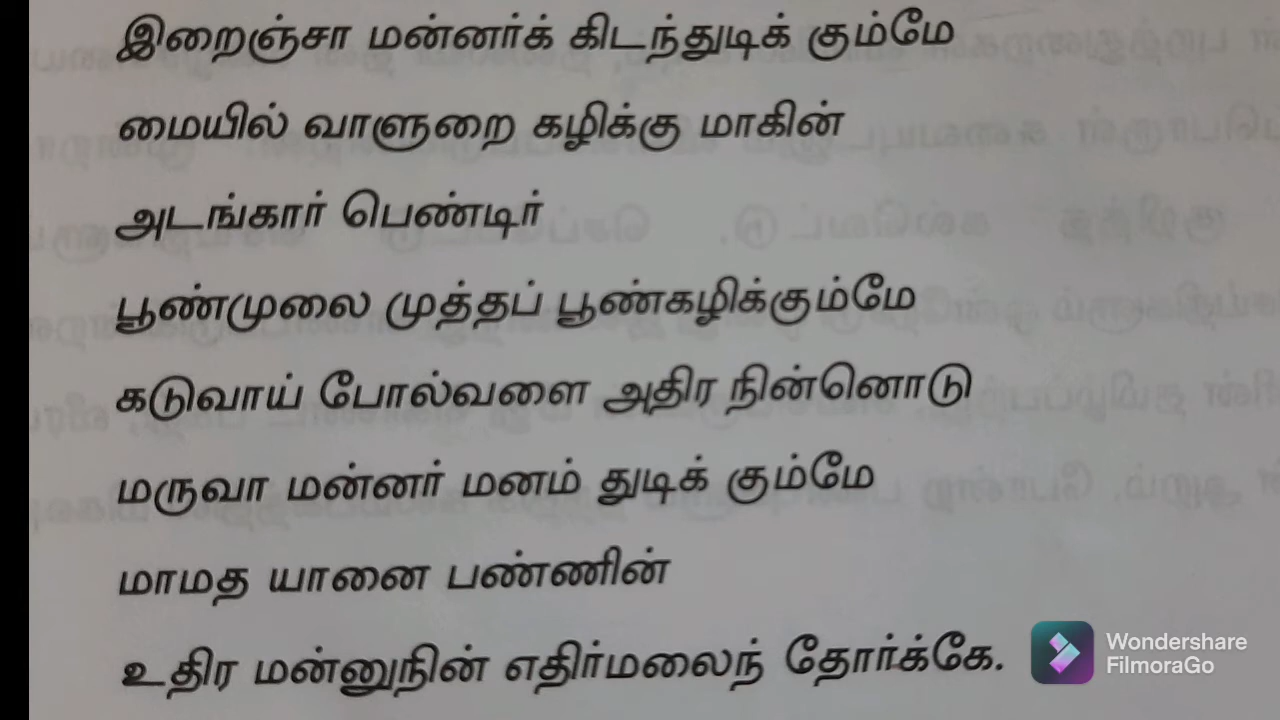 இறைஞ்சா மன்னர்க் கிடந்துடிக் கும்மே
மையில் வாளுறை கழிக்கு மாகின்
அடங்கார் பெண்டிர்
பூண்முலை முத்தப் பூண்கழிக்கும்மே
கடுவாய் போல்வளை அதிர நின்னொடு
மருவா மன்னர் மனம் துடிக் கும்மே
மாமத யானை பண்ணின்
உதிர மன்னுநின் எதிர்மலைந் தோர்க்கே.
Wondershare
FilmoraGo